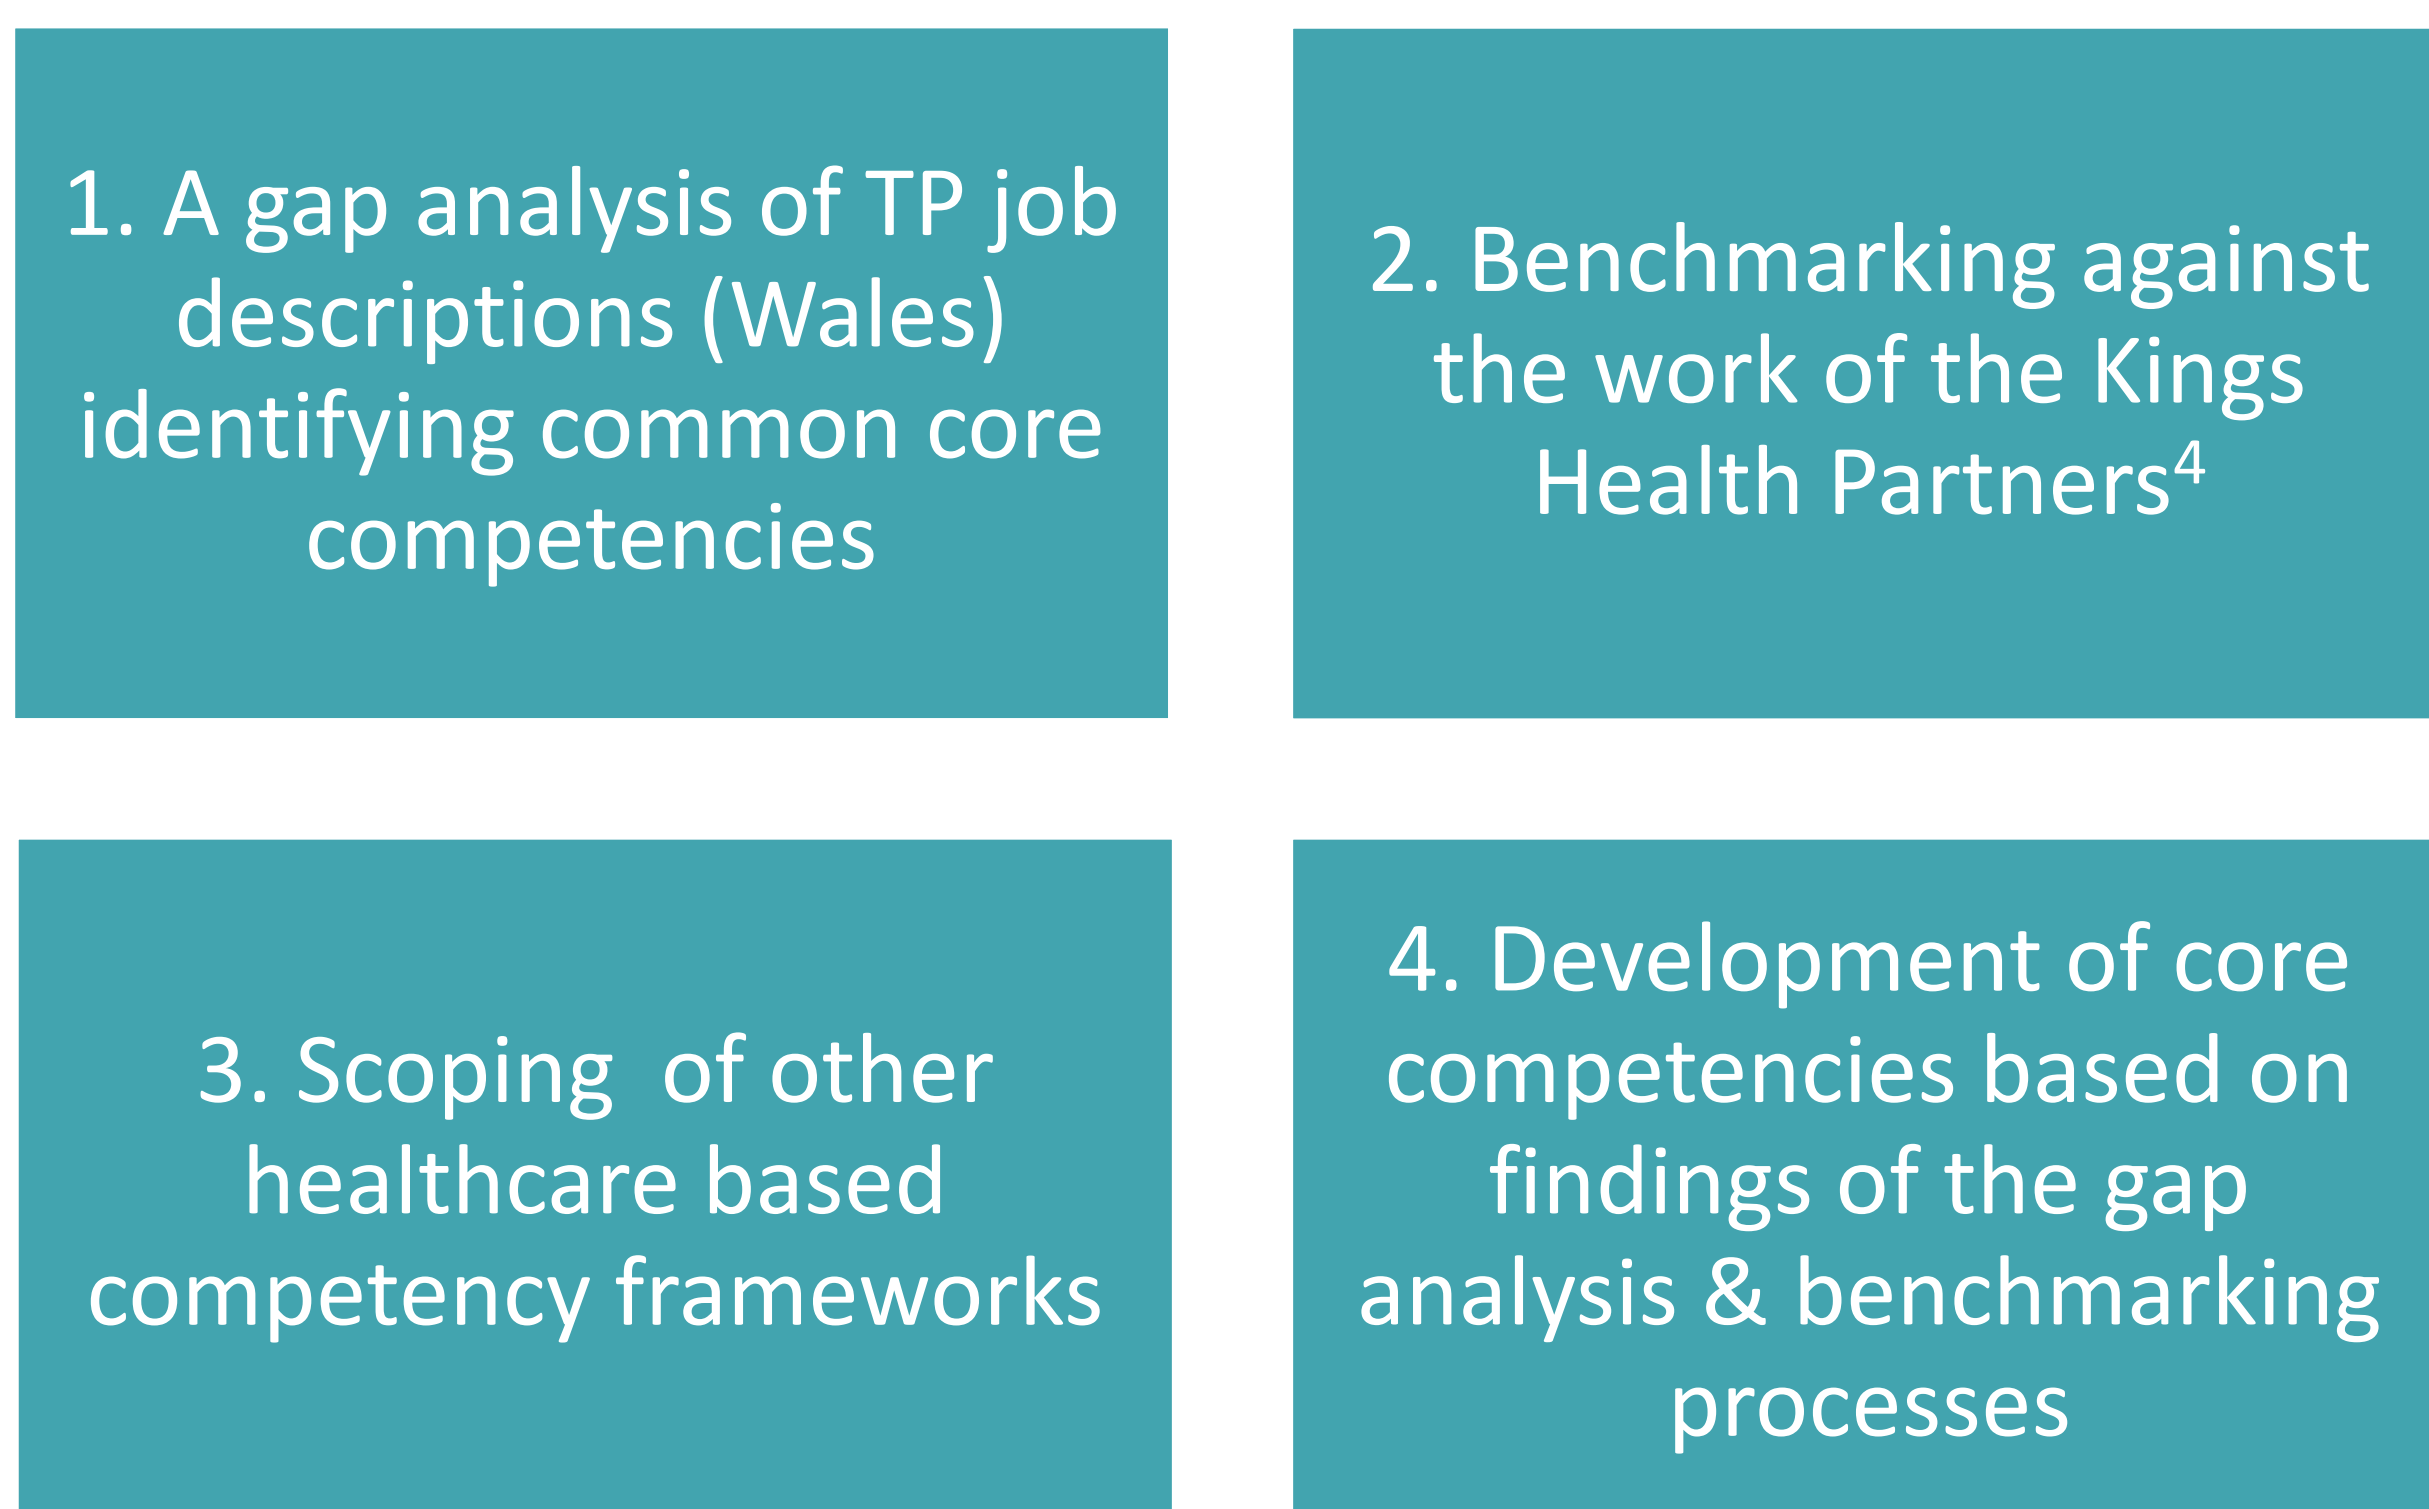 1. A gap analysis of TP job
descriptions (Wales)
identifying common core
competencies
2. Benchmarking against
the work of the Kings
Health Partners⁴
3. Scoping  of other
healthcare based
competency frameworks
4. Development of core
competencies based on
findings of the gap
analysis & benchmarking
processes